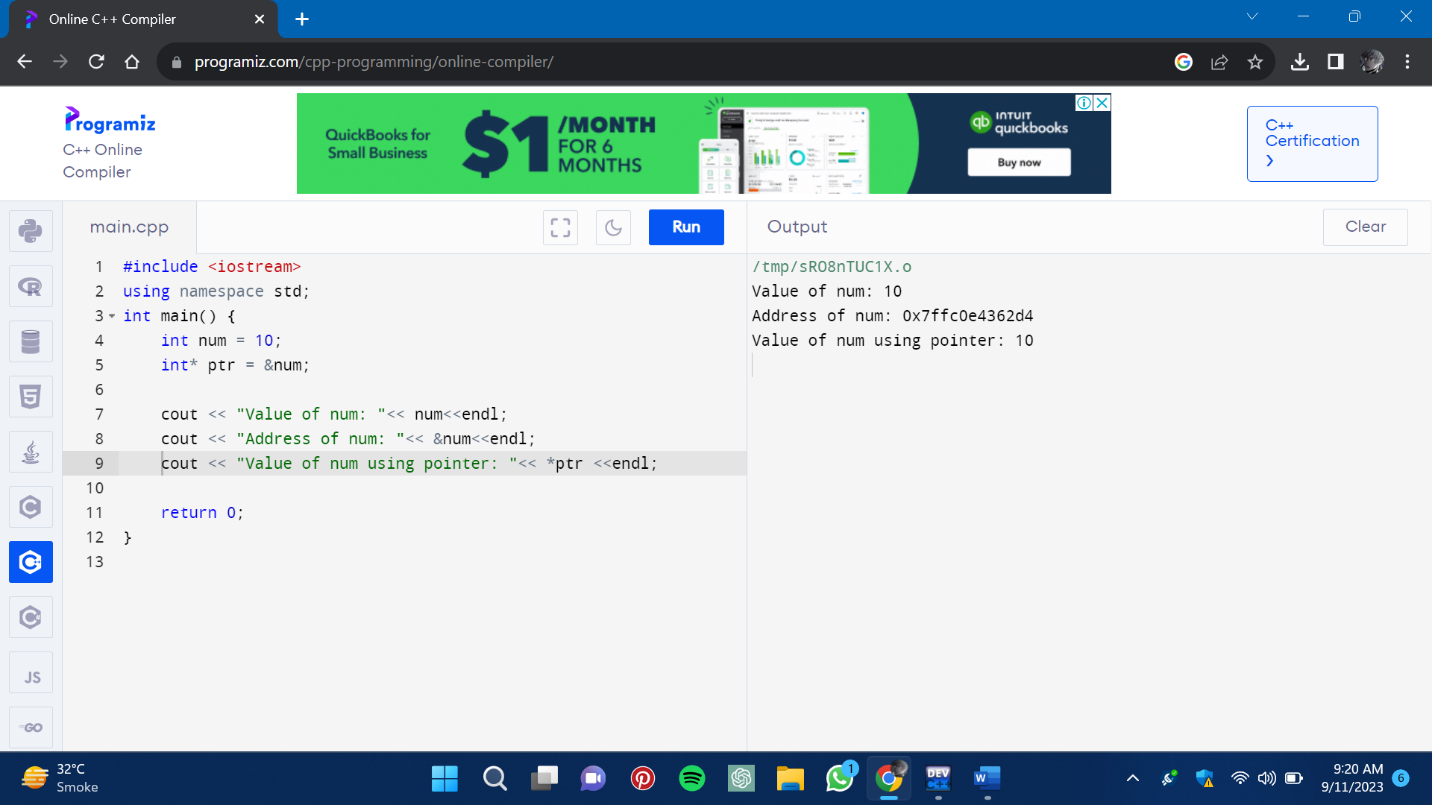 Online C++ Compiler
programiz.com/cpp-programming/online-compiler/
Programiz
C++ Online
Compiler
QuickBooks for
Small Business
$1
/MONTH
FOR 6
MONTHS
qb INTUIT
quickbooks
Buy now
C++
Certification
main.cpp
Run
Output
Clear
1 #include <iostream>
2 using namespace std;
3 int main() {
4 int num = 10;
5 int* ptr = &num;
6
7 cout << "Value of num: "<< num<<endl;
8 cout << "Address of num: "<< &num<<endl;
9 cout << "Value of num using pointer: "<< *ptr <<endl;
10
11 return 0;
12 }
13
/tmp/sRO8nTUC1X.o
Value of num: 10
Address of num: 0x7ffc0e4362d4
Value of num using pointer: 10
R
5
C
C
JS
GO
32°C
Smoke
1
DEV
W
9:20 AM
9/11/2023
6